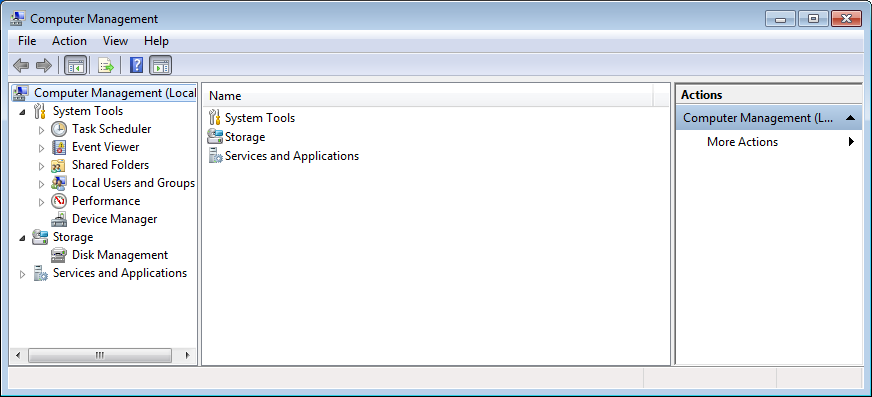 Computer Management
File Action View Help
Computer Management (Local
System Tools
Task Scheduler
Event Viewer
Shared Folders
Local Users and Groups
Performance
Device Manager
Storage
Disk Management
Services and Applications
Name
System Tools
Storage
Services and Applications
Actions
Computer Management (L...
More Actions